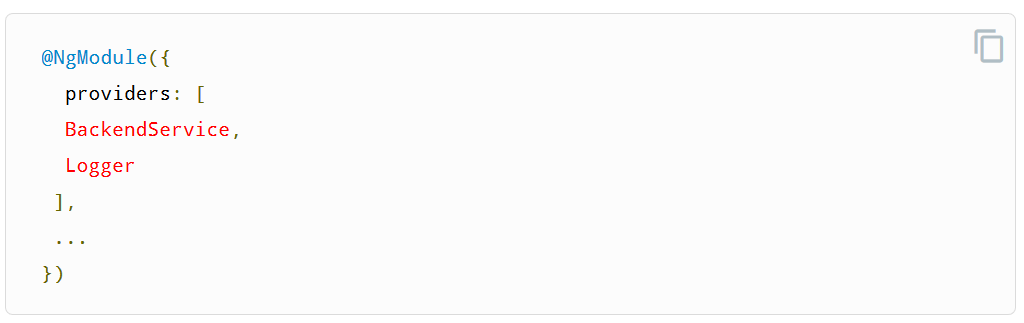 @NgModule({
  providers: [
  BackendService,
  Logger
 ],
 ...
})